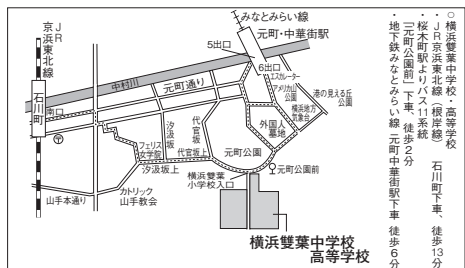 ○横浜雙葉中学校・高等学校
・JR京浜東北線（根岸線） 石川町下車、徒歩13分
・桜木町駅よりバス11系統
「元町公園前」下車、徒歩2分
・地下鉄みなとみらい線 元町中華街駅下車 徒歩6分
みなとみらい線
元町・中華街駅
5出口
6出口
エスカレーター
アメリカ山公園
港の見える丘公園
横浜地方気象台
外国人墓地
JR京浜東北線
石川町
南口
中村川
元町通り
代官坂
汐汲坂
フェリス女学院
代官坂上
汐汲坂上
元町公園
元町公園前
横浜雙葉小学校入口
カトリック山手教会
山手本通り
横浜雙葉中学校
高等学校